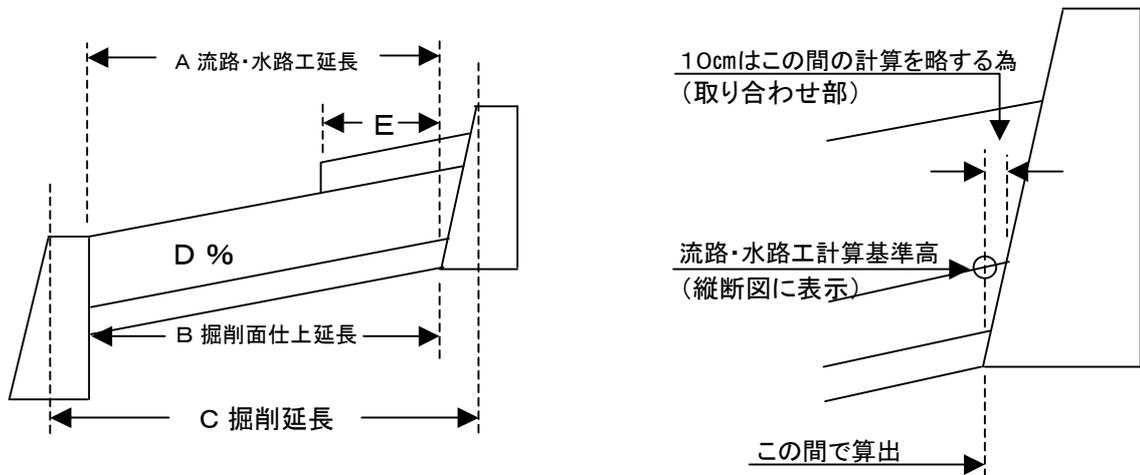 A 流路・水路工延長
E
D %
B 掘削面仕上延長
C 掘削延長
10cmはこの間の計算を略する為
(取り合わせ部)
流路・水路工計算基準高
(縦断図に表示)
この間で算出